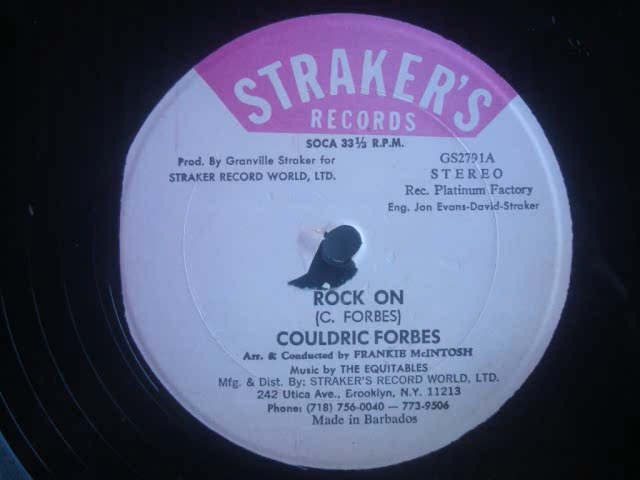 STRAKER'S
RECORDS
SOCA 33⅓ R.P.M.
Prod. By Granville Straker for
STRAKER RECORD WORLD, LTD.
GS2791A
STEREO
Rec. Platinum Factory
Eng. Jon Evans-David-Straker
ROCK ON
(C. FORBES)
COULDRIC FORBES
Arr. & Conducted by FRANKIE McINTOSH
Music by THE EQUITABLES
Mfg. & Dist. By: STRAKER'S RECORD WORLD, LTD.
242 Utica Ave., Brooklyn, N.Y. 11213
Phone: (718) 756-0040 — 773-9506
Made in Barbados